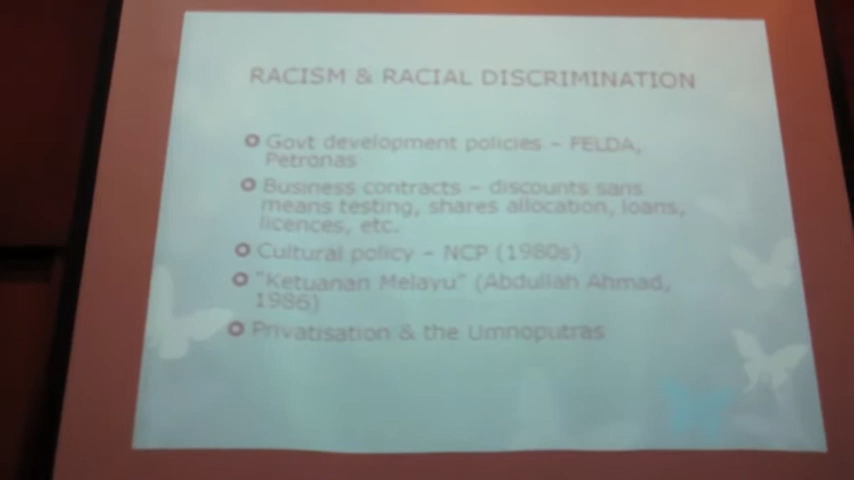 RACISM & RACIAL DISCRIMINATION
Govt development policies – FELDA,
Petronas
Business contracts – discounts sans
means testing, shares allocation, loans,
licences, etc.
Cultural policy – NCP (1980s)
"Ketuanan Melayu" (Abdullah Ahmad,
1986)
Privatisation & the Umnoputras